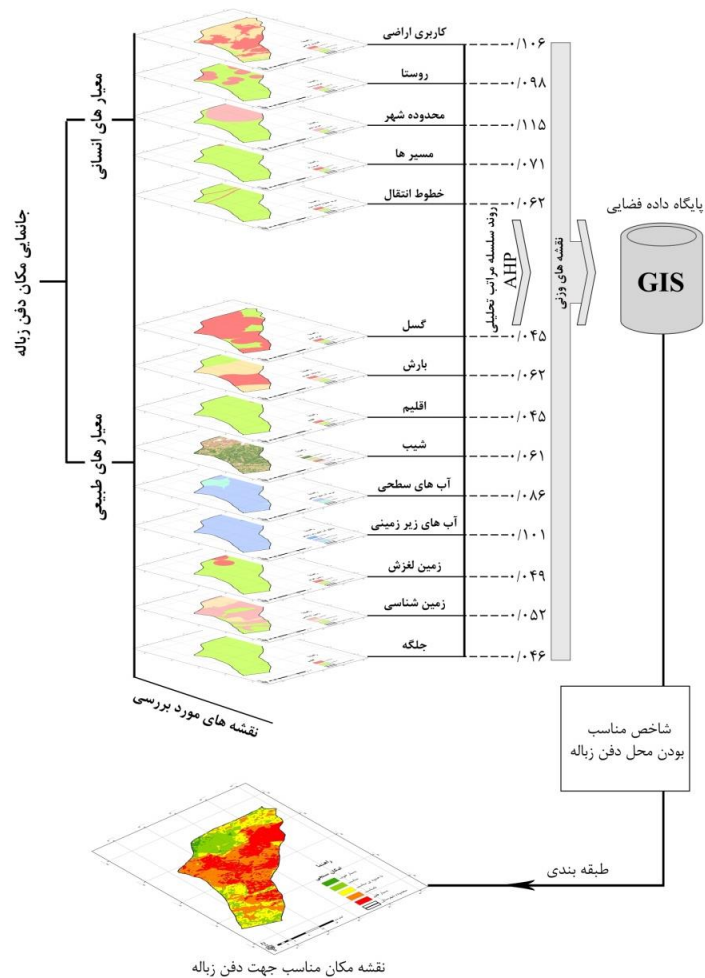 کاربری اراضی ۰/۱۰۶
روستا ۰/۰۹۸
محدوده شهر ۰/۱۱۵
مسیر ها ۰/۰۷۱
خطوط انتقال ۰/۰۶۲
معیار های انسانی
جانمایی مکان دفن زباله
معیار های طبیعی
گسل ۰/۰۴۵
بارش ۰/۰۶۲
اقلیم ۰/۰۴۵
شیب ۰/۰۶۱
آب های سطحی ۰/۰۸۶
آب های زیر زمینی ۰/۱۰۱
زمین لغزش ۰/۰۴۹
زمین شناسی ۰/۰۵۲
جلگه ۰/۰۴۶
نقشه های مورد بررسی
روند سلسله مراتب تحلیلی
AHP
نقشه های وزنی
پایگاه داده فضایی
GIS
شاخص مناسب
بودن محل دفن زباله
طبقه بندی
راهنما
نقشه مکان مناسب جهت دفن زباله